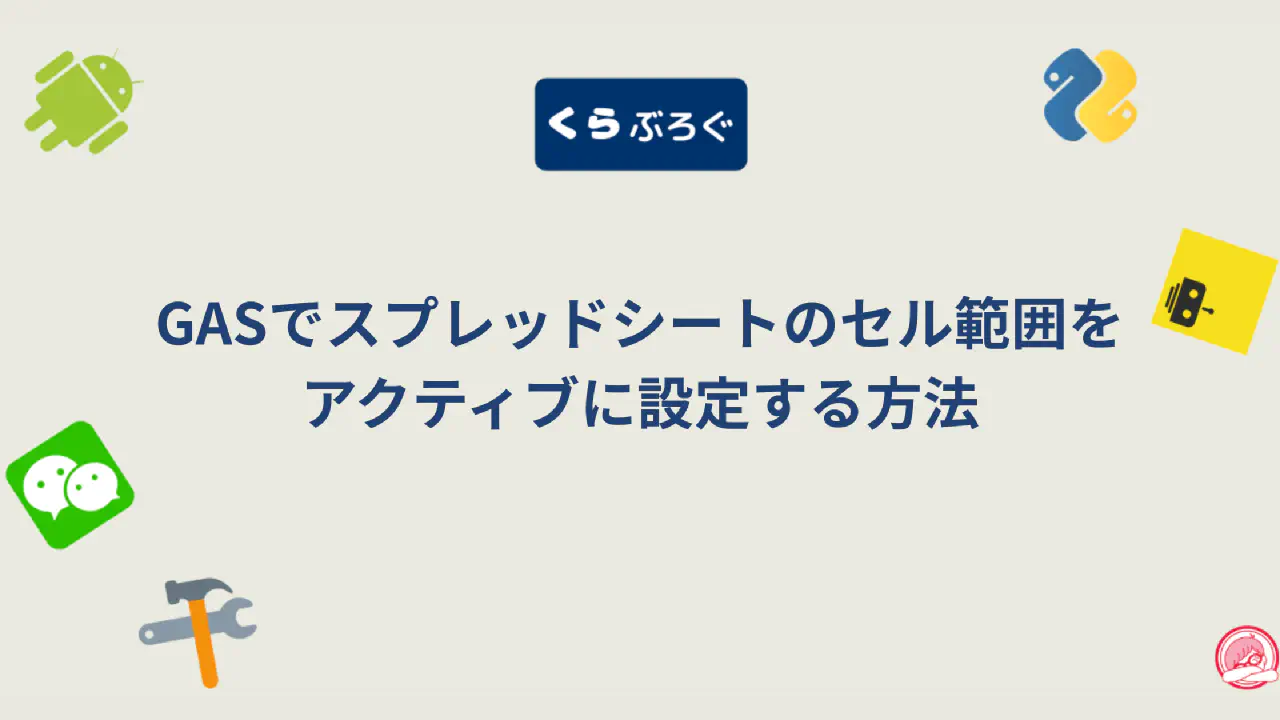 くらぶろぐ
GASでスプレッドシートのセル範囲を
アクティブに設定する方法